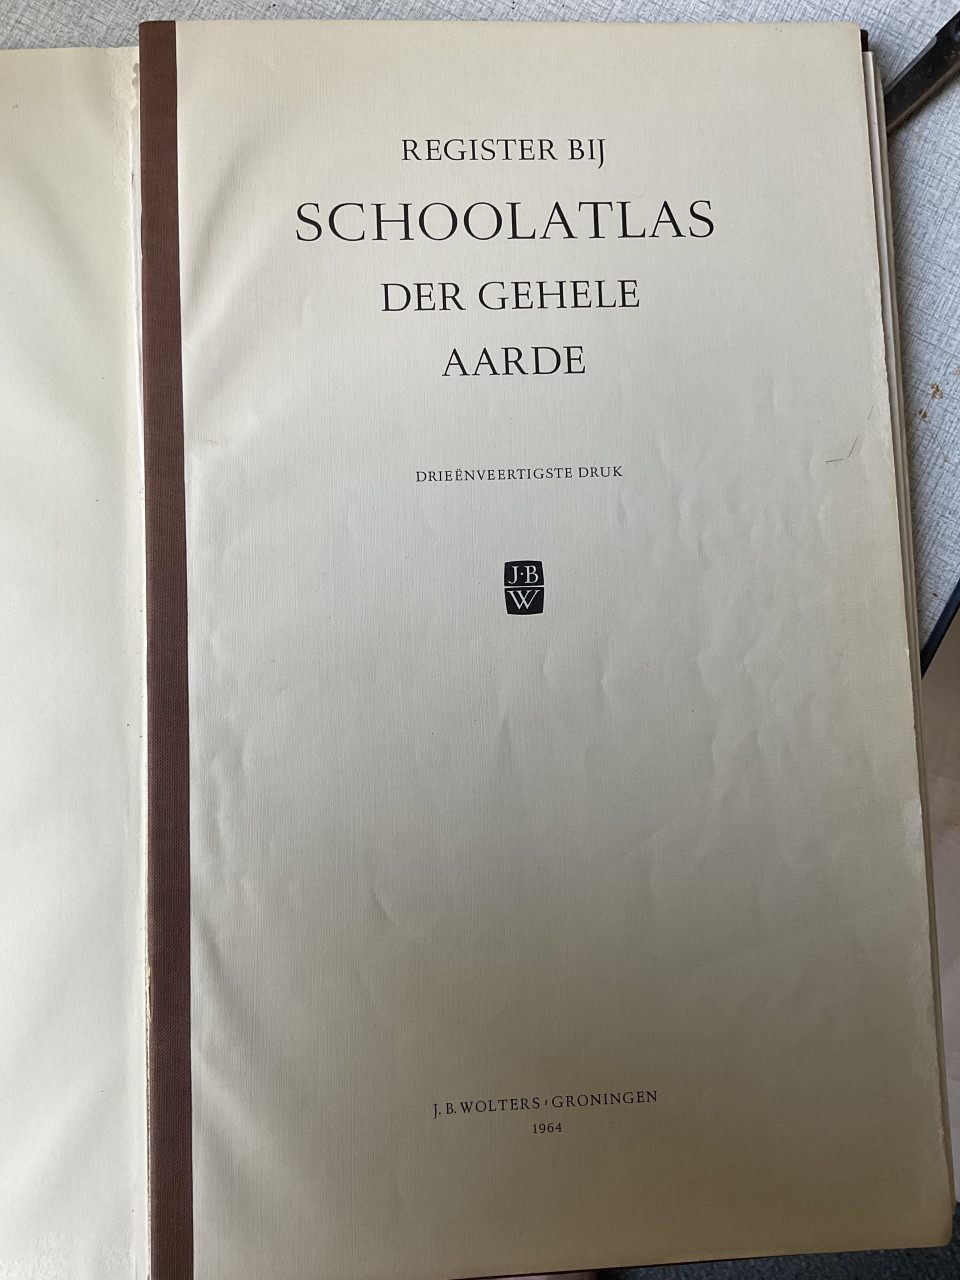 REGISTER BIJ
SCHOOLATLAS
DER GEHELE
AARDE
DRIEËNVEERTIGSTE DRUK
J·B
W
J. B. WOLTERS / GRONINGEN
1964